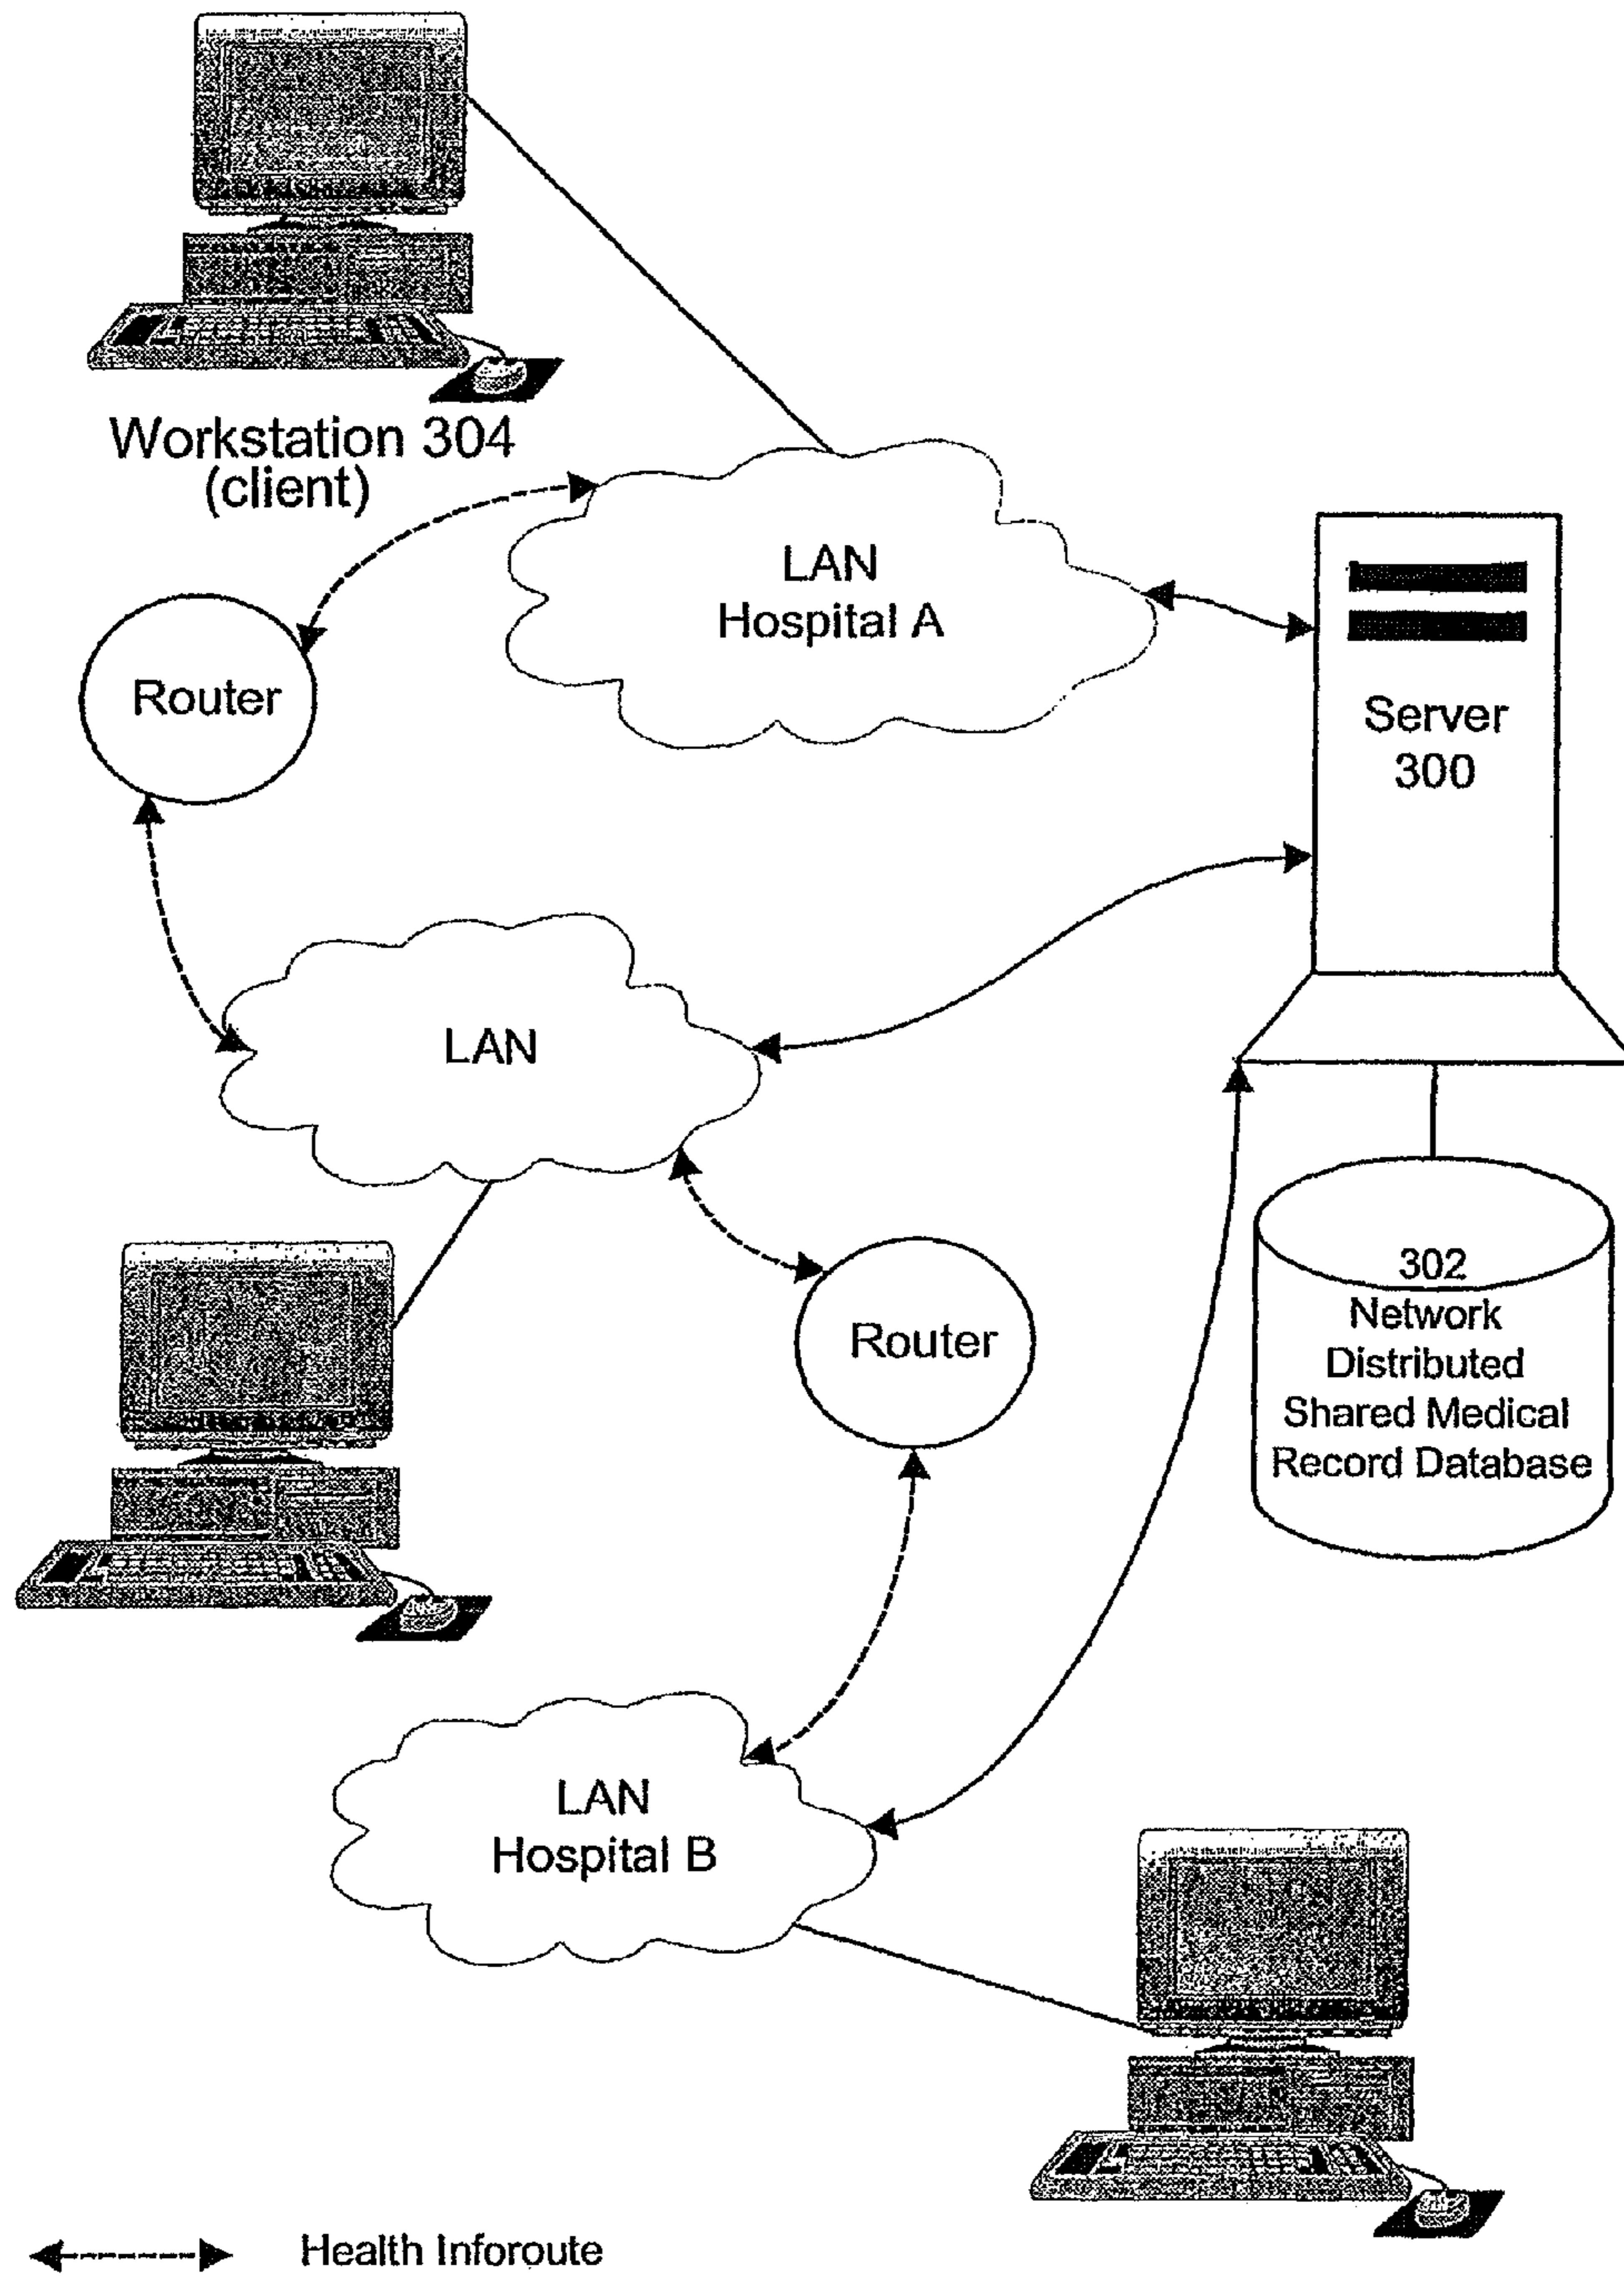 Workstation 304
(client)
LAN
Hospital A
Router
Server
300
LAN
Router
302
Network
Distributed
Shared Medical
Record Database
LAN
Hospital B
Health Inforoute